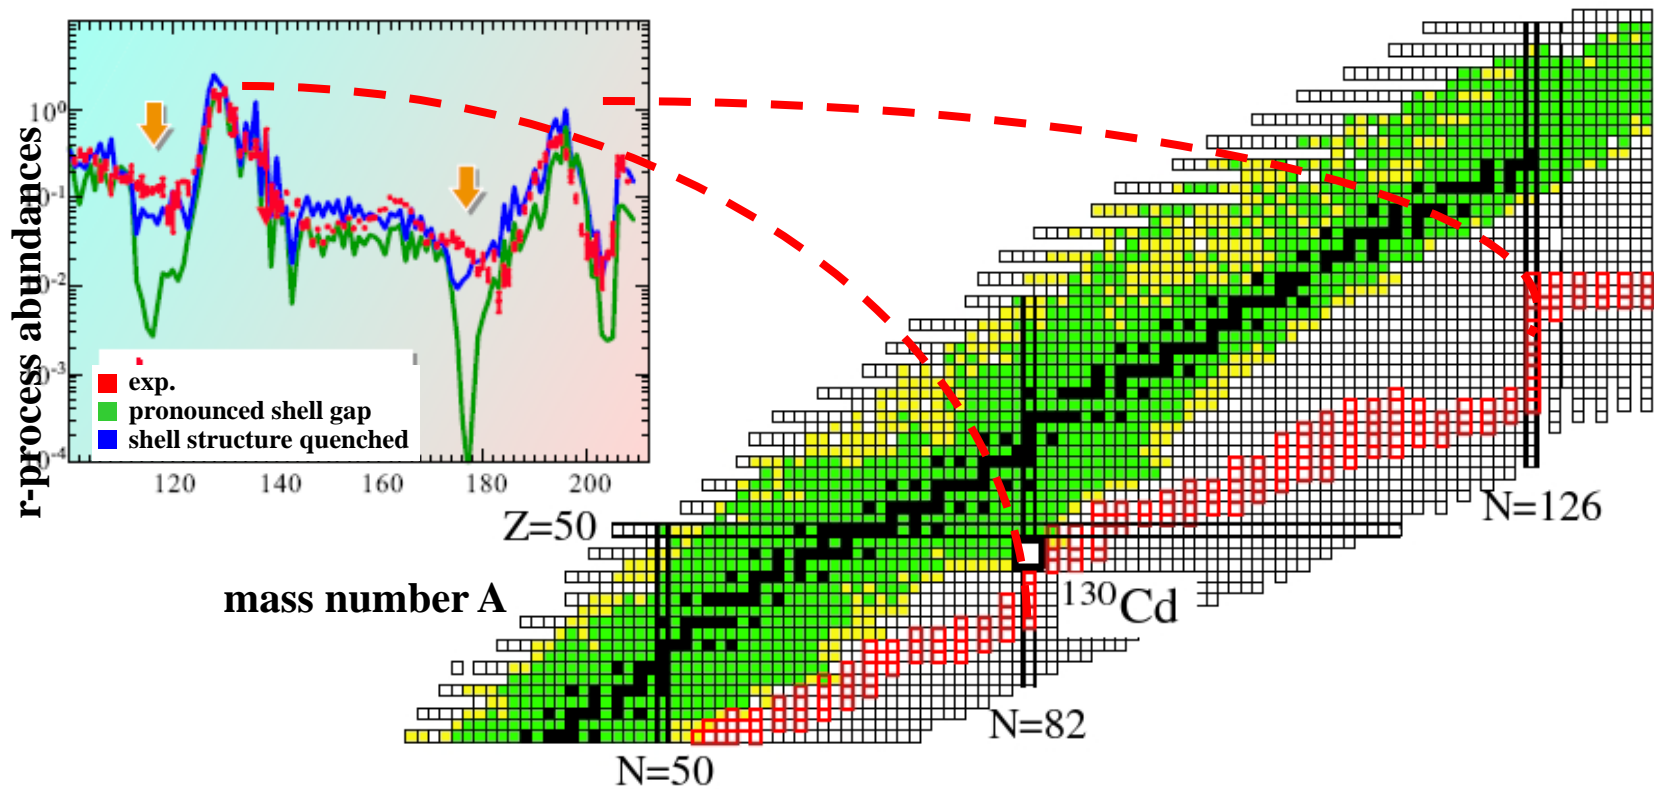 r-process abundances
10⁰
10⁻¹
10⁻²
10⁻³
10⁻⁴
exp.
pronounced shell gap
shell structure quenched
120 140 160 180 200
mass number A
Z=50
N=126
¹³⁰Cd
N=82
N=50